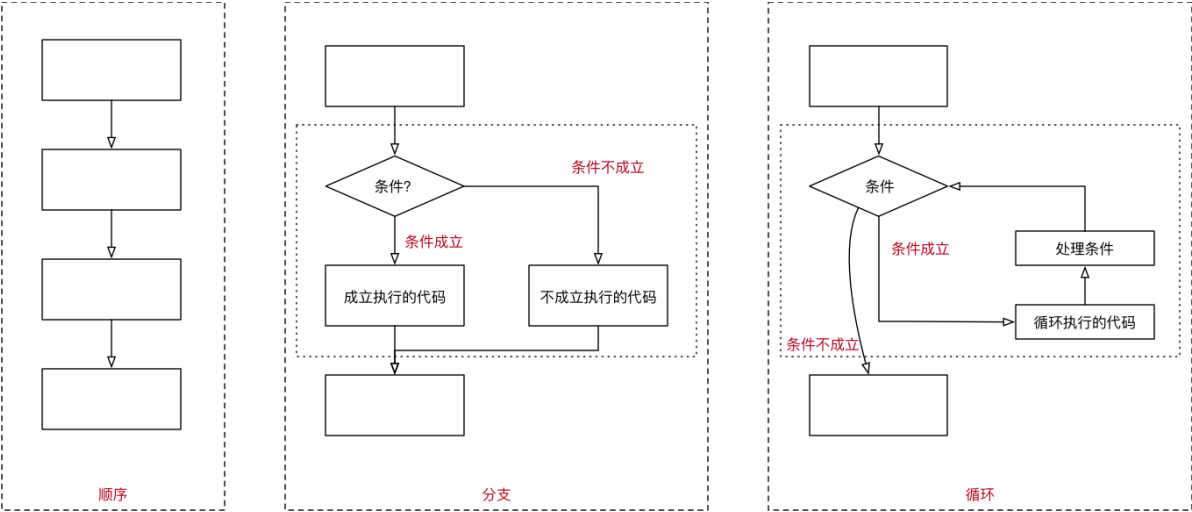 条件?
条件不成立
条件成立
成立执行的代码
不成立执行的代码
条件
条件成立
处理条件
循环执行的代码
条件不成立
顺序
分支
循环